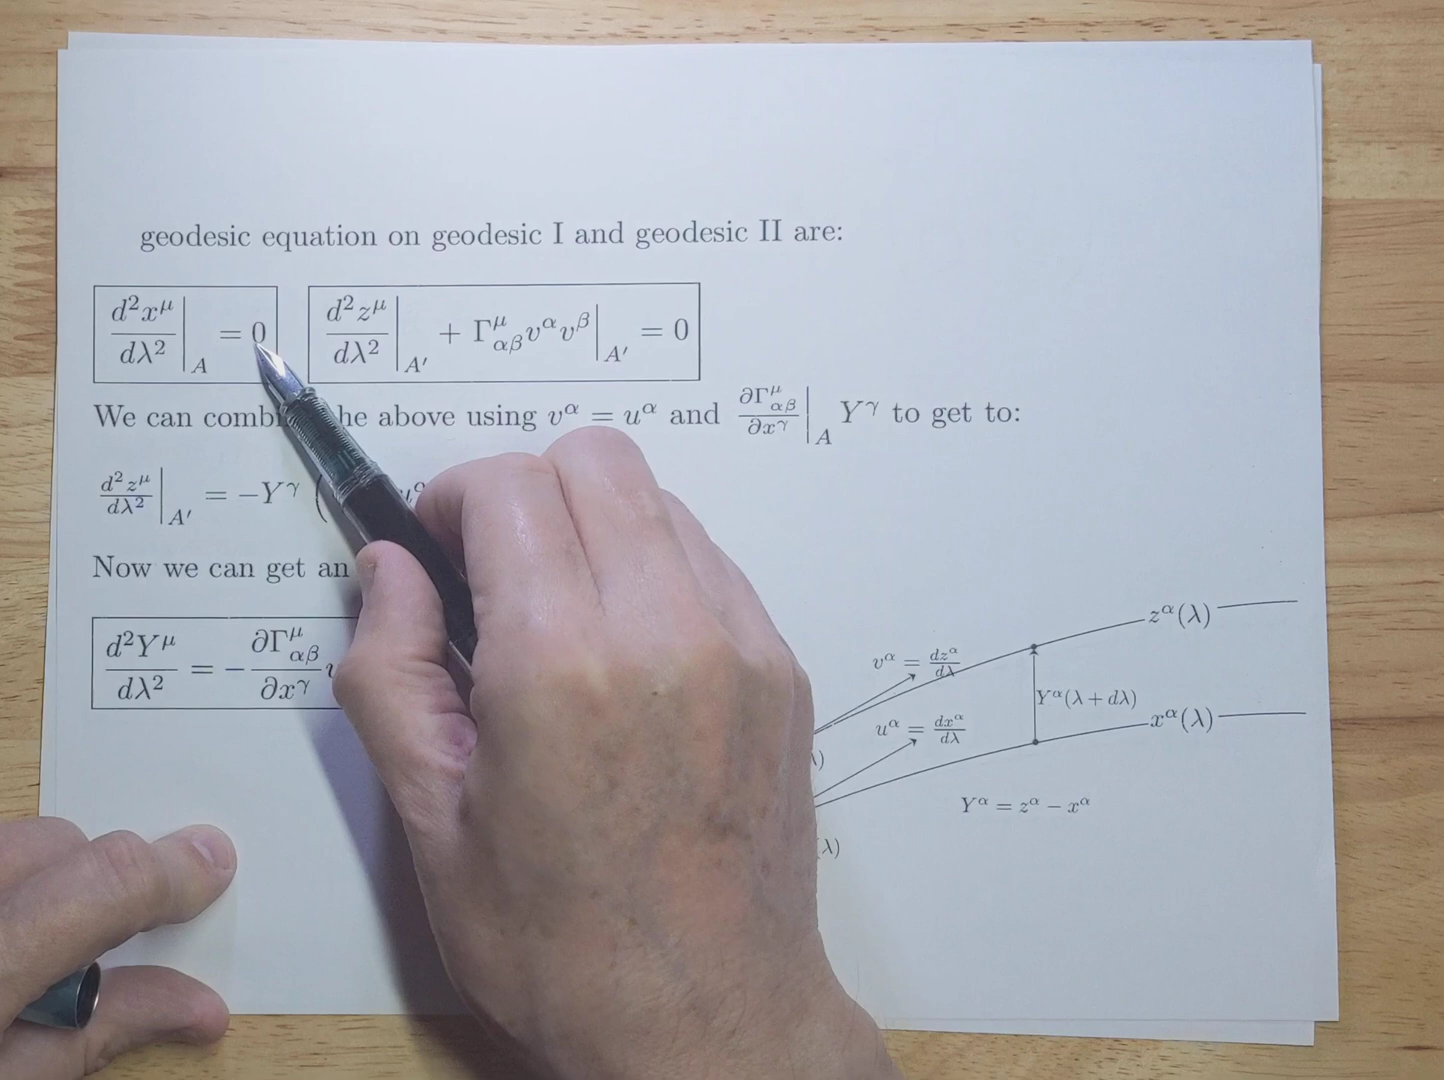 geodesic equation on geodesic I and geodesic II are:
d²x^μ/dλ²|_A = 0   d²z^μ/dλ²|_A' + Γ^μ_αβ v^α v^β|_A' = 0
We can he above using v^α = u^α and ∂Γ^μ_αβ/∂x^γ|_A Y^γ to get to:
d²z^μ/dλ²|_A' = −Y^γ (
Now we can get an
d²Y^μ/dλ² = − ∂Γ^μ_αβ/∂x^γ
z^α(λ)
v^α = dz^α/dλ
Y^α(λ + dλ)
x^α(λ)
u^α = dx^α/dλ
Y^α = z^α − x^α
(λ)